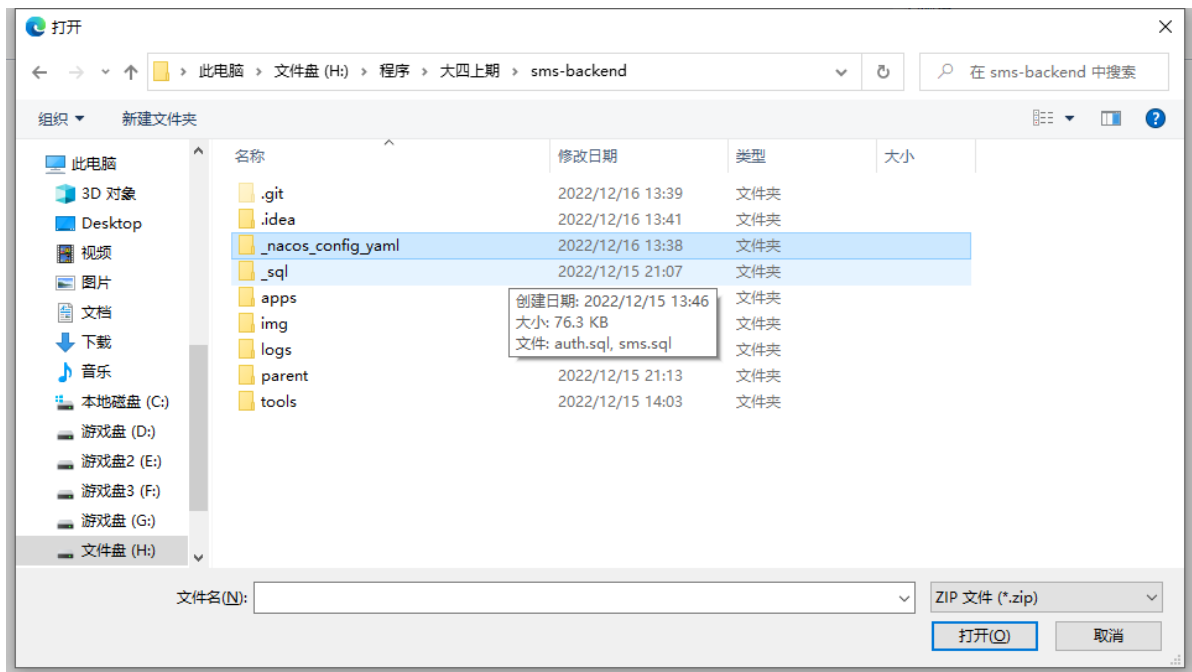 打开
此电脑 › 文件盘 (H:) › 程序 › 大四上期 › sms-backend
在 sms-backend 中搜索
组织 新建文件夹
名称 修改日期 类型 大小
此电脑
3D 对象
Desktop
视频
图片
文档
下载
音乐
本地磁盘 (C:)
游戏盘 (D:)
游戏盘2 (E:)
游戏盘3 (F:)
游戏盘 (G:)
文件盘 (H:)
.git 2022/12/16 13:39 文件夹
.idea 2022/12/16 13:41 文件夹
_nacos_config_yaml 2022/12/16 13:38 文件夹
_sql 2022/12/15 21:07 文件夹
apps 文件夹
img 文件夹
logs 文件夹
parent 2022/12/15 21:13 文件夹
tools 2022/12/15 14:03 文件夹
创建日期: 2022/12/15 13:46
大小: 76.3 KB
文件: auth.sql, sms.sql
文件名(N):
ZIP 文件 (*.zip)
打开(O) 取消